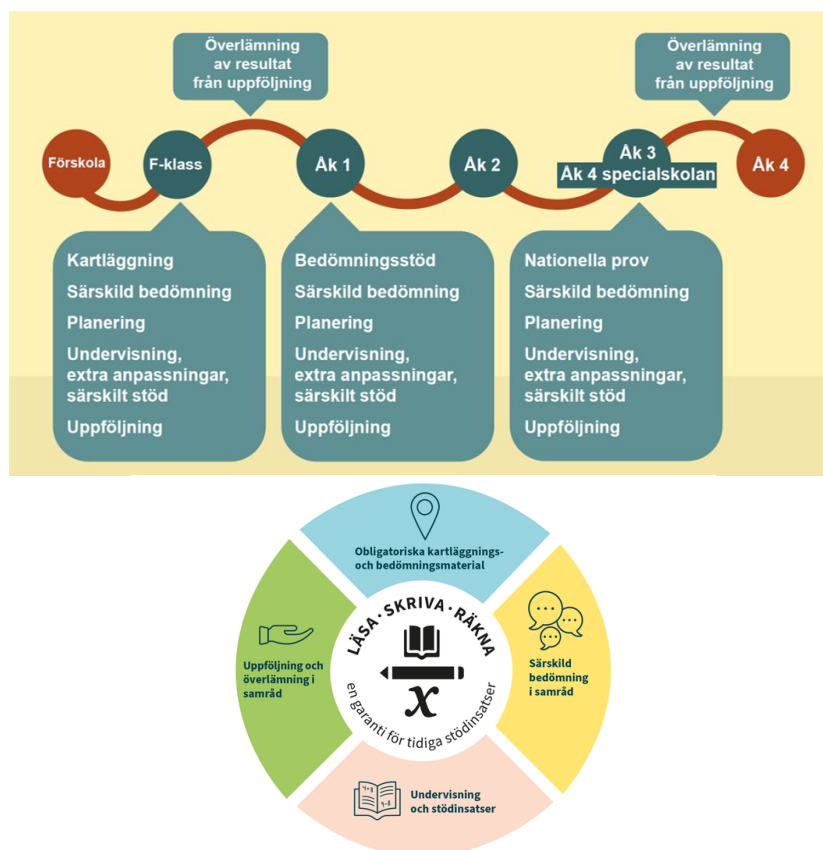 Överlämning
av resultat
från uppföljning
Överlämning
av resultat
från uppföljning
Förskola
F-klass
Åk 1
Åk 2
Åk 3
Åk 4 specialskolan
Åk 4
Kartläggning
Särskild bedömning
Planering
Undervisning,
extra anpassningar,
särskilt stöd
Uppföljning
Bedömningsstöd
Särskild bedömning
Planering
Undervisning,
extra anpassningar,
särskilt stöd
Uppföljning
Nationella prov
Särskild bedömning
Planering
Undervisning,
extra anpassningar,
särskilt stöd
Uppföljning
Obligatoriska kartläggnings-
och bedömningsmaterial
LÄSA·SKRIVA·RÄKNA
x
en garanti för tidiga stödinsatser
Uppföljning och
överlämning i
samråd
Särskild
bedömning
i samråd
Undervisning
och stödinsatser